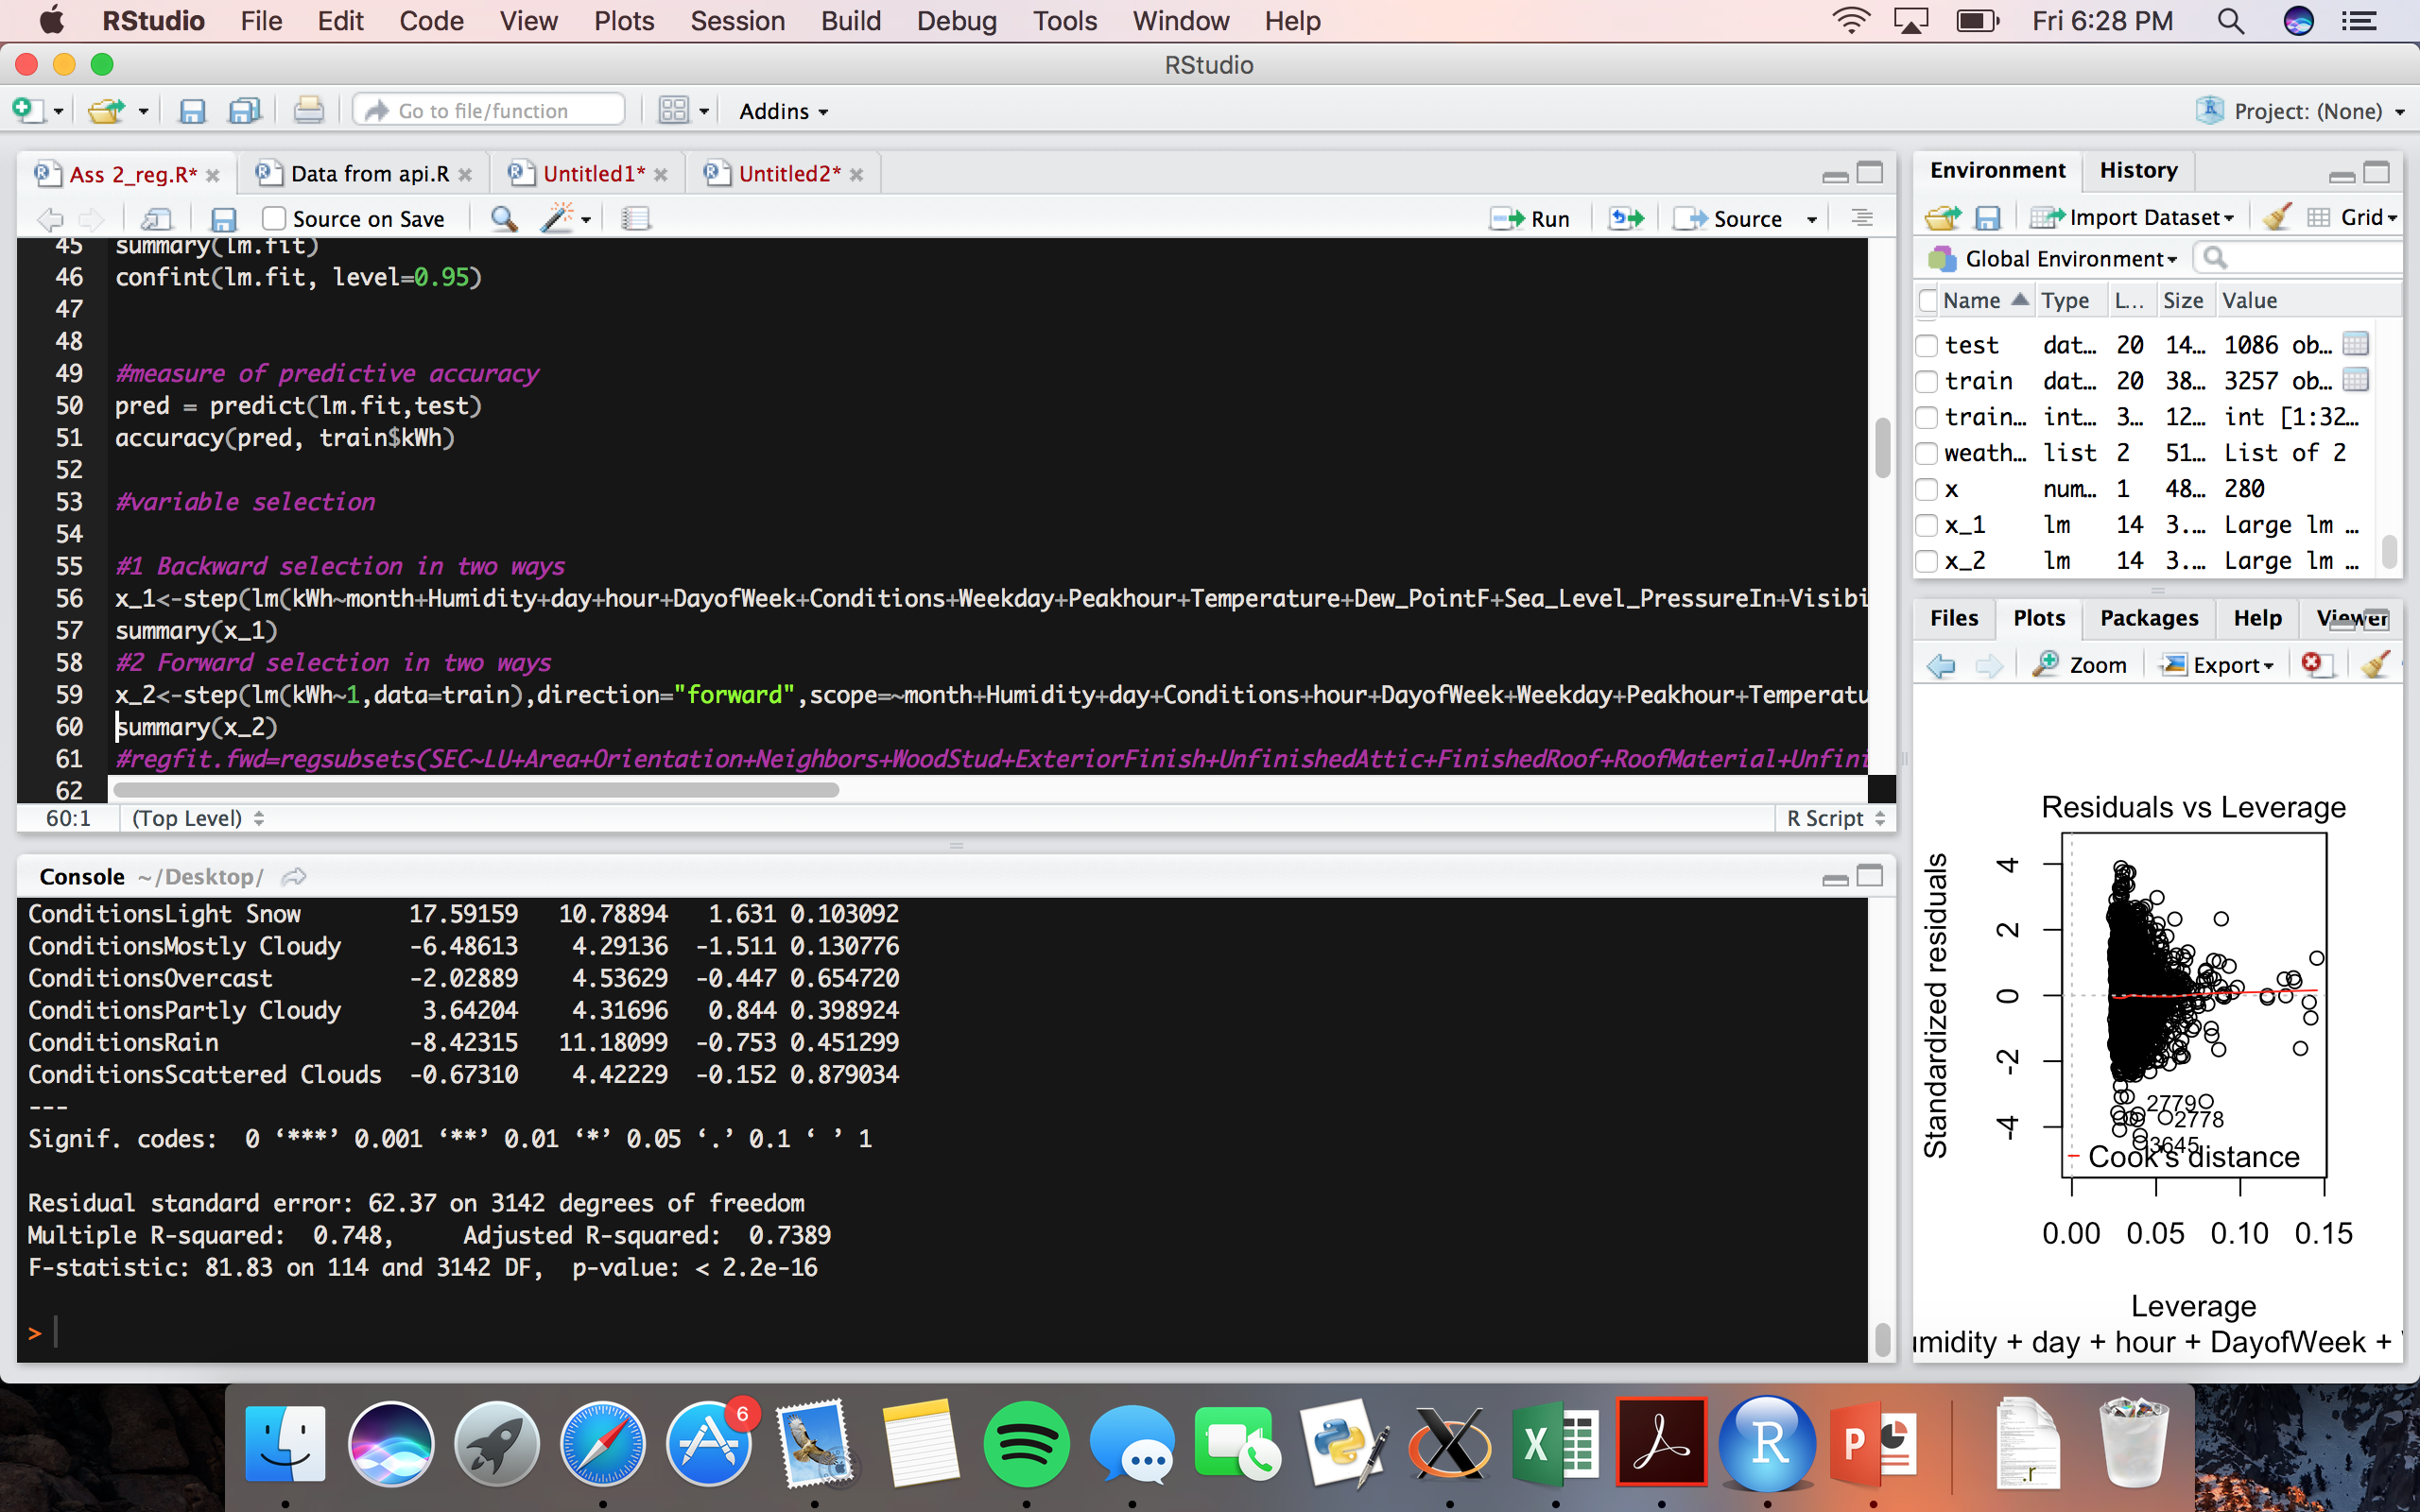 RStudio File Edit Code View Plots Session Build Debug Tools Window Help Fri 6:28 PM
RStudio
Go to file/function Addins Project: (None)
Ass 2_reg.R* Data from api.R Untitled1* Untitled2*
Source on Save Run Source
45 summary(lm.fit)
46 confint(lm.fit, level=0.95)
47
48
49 #measure of predictive accuracy
50 pred = predict(lm.fit,test)
51 accuracy(pred, train$kWh)
52
53 #variable selection
54
55 #1 Backward selection in two ways
56 x_1<-step(lm(kWh~month+Humidity+day+hour+DayofWeek+Conditions+Weekday+Peakhour+Temperature+Dew_PointF+Sea_Level_PressureIn+Visibi
57 summary(x_1)
58 #2 Forward selection in two ways
59 x_2<-step(lm(kWh~1,data=train),direction="forward",scope=~month+Humidity+day+Conditions+hour+DayofWeek+Weekday+Peakhour+Temperatu
60 summary(x_2)
61 #regfit.fwd=regsubsets(SEC~LU+Area+Orientation+Neighbors+WoodStud+ExteriorFinish+UnfinishedAttic+FinishedRoof+RoofMaterial+Unfini
62
60:1 (Top Level) R Script
Console ~/Desktop/
ConditionsLight Snow 17.59159 10.78894 1.631 0.103092
ConditionsMostly Cloudy -6.48613 4.29136 -1.511 0.130776
ConditionsOvercast -2.02889 4.53629 -0.447 0.654720
ConditionsPartly Cloudy 3.64204 4.31696 0.844 0.398924
ConditionsRain -8.42315 11.18099 -0.753 0.451299
ConditionsScattered Clouds -0.67310 4.42229 -0.152 0.879034
---
Signif. codes: 0 ‘***’ 0.001 ‘**’ 0.01 ‘*’ 0.05 ‘.’ 0.1 ‘ ’ 1
Residual standard error: 62.37 on 3142 degrees of freedom
Multiple R-squared: 0.748, Adjusted R-squared: 0.7389
F-statistic: 81.83 on 114 and 3142 DF, p-value: < 2.2e-16
>
Environment History
Import Dataset Grid
Global Environment
Name Type L... Size Value
test dat... 20 14... 1086 ob...
train dat... 20 38... 3257 ob...
train... int... 3... 12... int [1:32...
weath... list 2 51... List of 2
x num... 1 48... 280
x_1 lm 14 3.... Large lm ...
x_2 lm 14 3.... Large lm ...
Files Plots Packages Help Viewer
Zoom Export
Residuals vs Leverage
Standardized residuals
4
2
0
-2
-4
2779
2778
3645
Cook's distance
0.00 0.05 0.10 0.15
Leverage
umidity + day + hour + DayofWeek +
6
X
R
P
.r